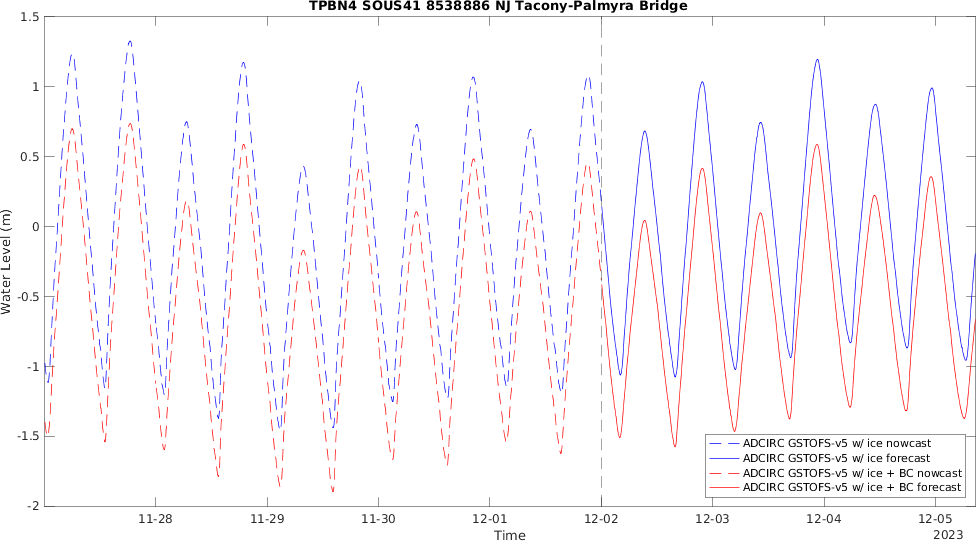 TPBN4 SOUS41 8538886 NJ Tacony-Palmyra Bridge
1.5
1
0.5
0
-0.5
-1
-1.5
-2
Water Level (m)
11-28 11-29 11-30 12-01 12-02 12-03 12-04 12-05
Time
2023
ADCIRC GSTOFS-v5 w/ ice nowcast
ADCIRC GSTOFS-v5 w/ ice forecast
ADCIRC GSTOFS-v5 w/ ice + BC nowcast
ADCIRC GSTOFS-v5 w/ ice + BC forecast